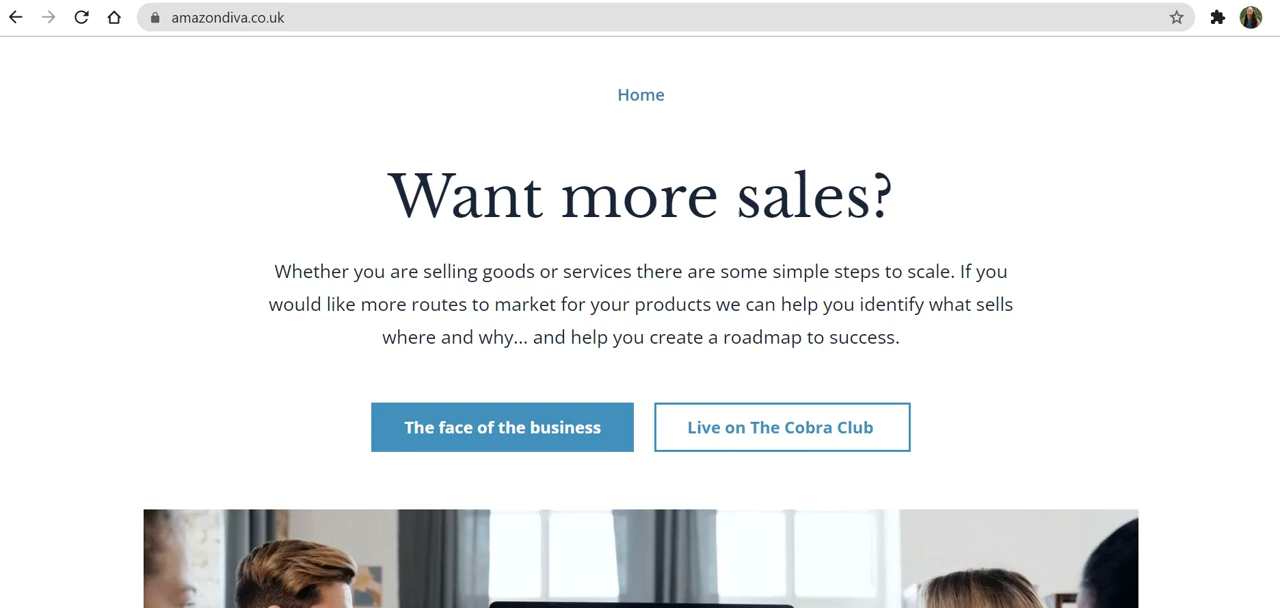 amazondiva.co.uk
Home
Want more sales?
Whether you are selling goods or services there are some simple steps to scale. If you
would like more routes to market for your products we can help you identify what sells
where and why... and help you create a roadmap to success.
The face of the business
Live on The Cobra Club